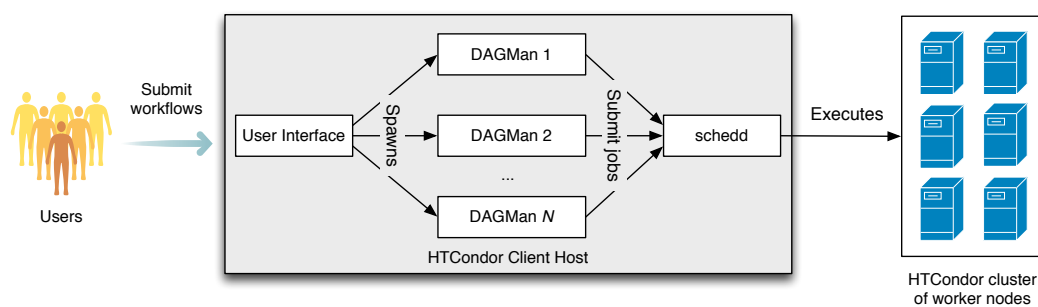 Users
Submit
workflows
User Interface
Spawns
DAGMan 1
DAGMan 2
...
DAGMan N
Submit jobs
schedd
HTCondor Client Host
Executes
HTCondor cluster
of worker nodes